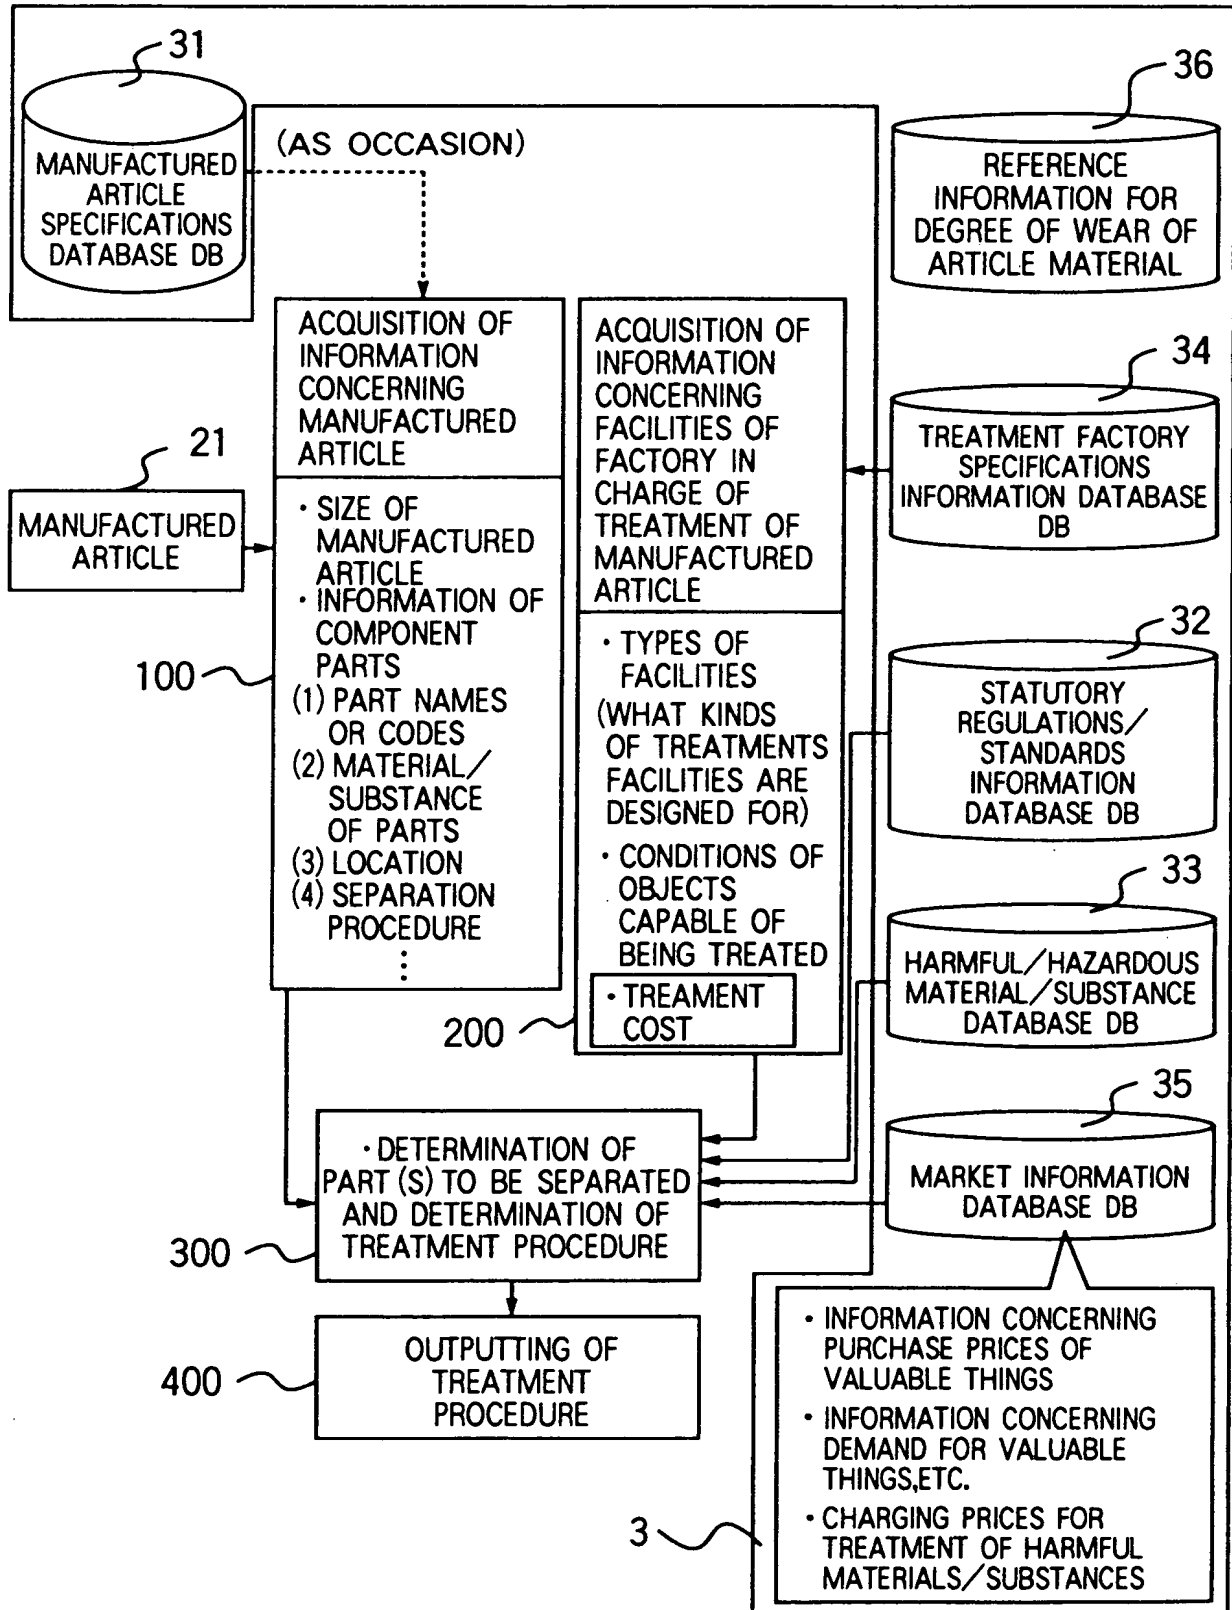 31
MANUFACTURED
ARTICLE
SPECIFICATIONS
DATABASE DB
(AS OCCASION)
36
REFERENCE
INFORMATION FOR
DEGREE OF WEAR OF
ARTICLE MATERIAL
21
MANUFACTURED
ARTICLE
100
ACQUISITION OF
INFORMATION
CONCERNING
MANUFACTURED
ARTICLE
・SIZE OF
MANUFACTURED
ARTICLE
・INFORMATION OF
COMPONENT
PARTS
(1) PART NAMES
OR CODES
(2) MATERIAL/
SUBSTANCE
OF PARTS
(3) LOCATION
(4) SEPARATION
PROCEDURE
⋮
200
ACQUISITION OF
INFORMATION
CONCERNING
FACILITIES OF
FACTORY IN
CHARGE OF
TREATMENT OF
MANUFACTURED
ARTICLE
・TYPES OF
FACILITIES
(WHAT KINDS
OF TREATMENTS
FACILITIES ARE
DESIGNED FOR)
・CONDITIONS OF
OBJECTS
CAPABLE OF
BEING TREATED
・TREAMENT
COST
34
TREATMENT FACTORY
SPECIFICATIONS
INFORMATION DATABASE
DB
32
STATUTORY
REGULATIONS/
STANDARDS
INFORMATION
DATABASE DB
33
HARMFUL/HAZARDOUS
MATERIAL/SUBSTANCE
DATABASE DB
35
MARKET INFORMATION
DATABASE DB
300
・DETERMINATION OF
PART (S) TO BE SEPARATED
AND DETERMINATION OF
TREATMENT PROCEDURE
400
OUTPUTTING OF
TREATMENT
PROCEDURE
3
・INFORMATION CONCERNING
PURCHASE PRICES OF
VALUABLE THINGS
・INFORMATION CONCERNING
DEMAND FOR VALUABLE
THINGS,ETC.
・CHARGING PRICES FOR
TREATMENT OF HARMFUL
MATERIALS/SUBSTANCES